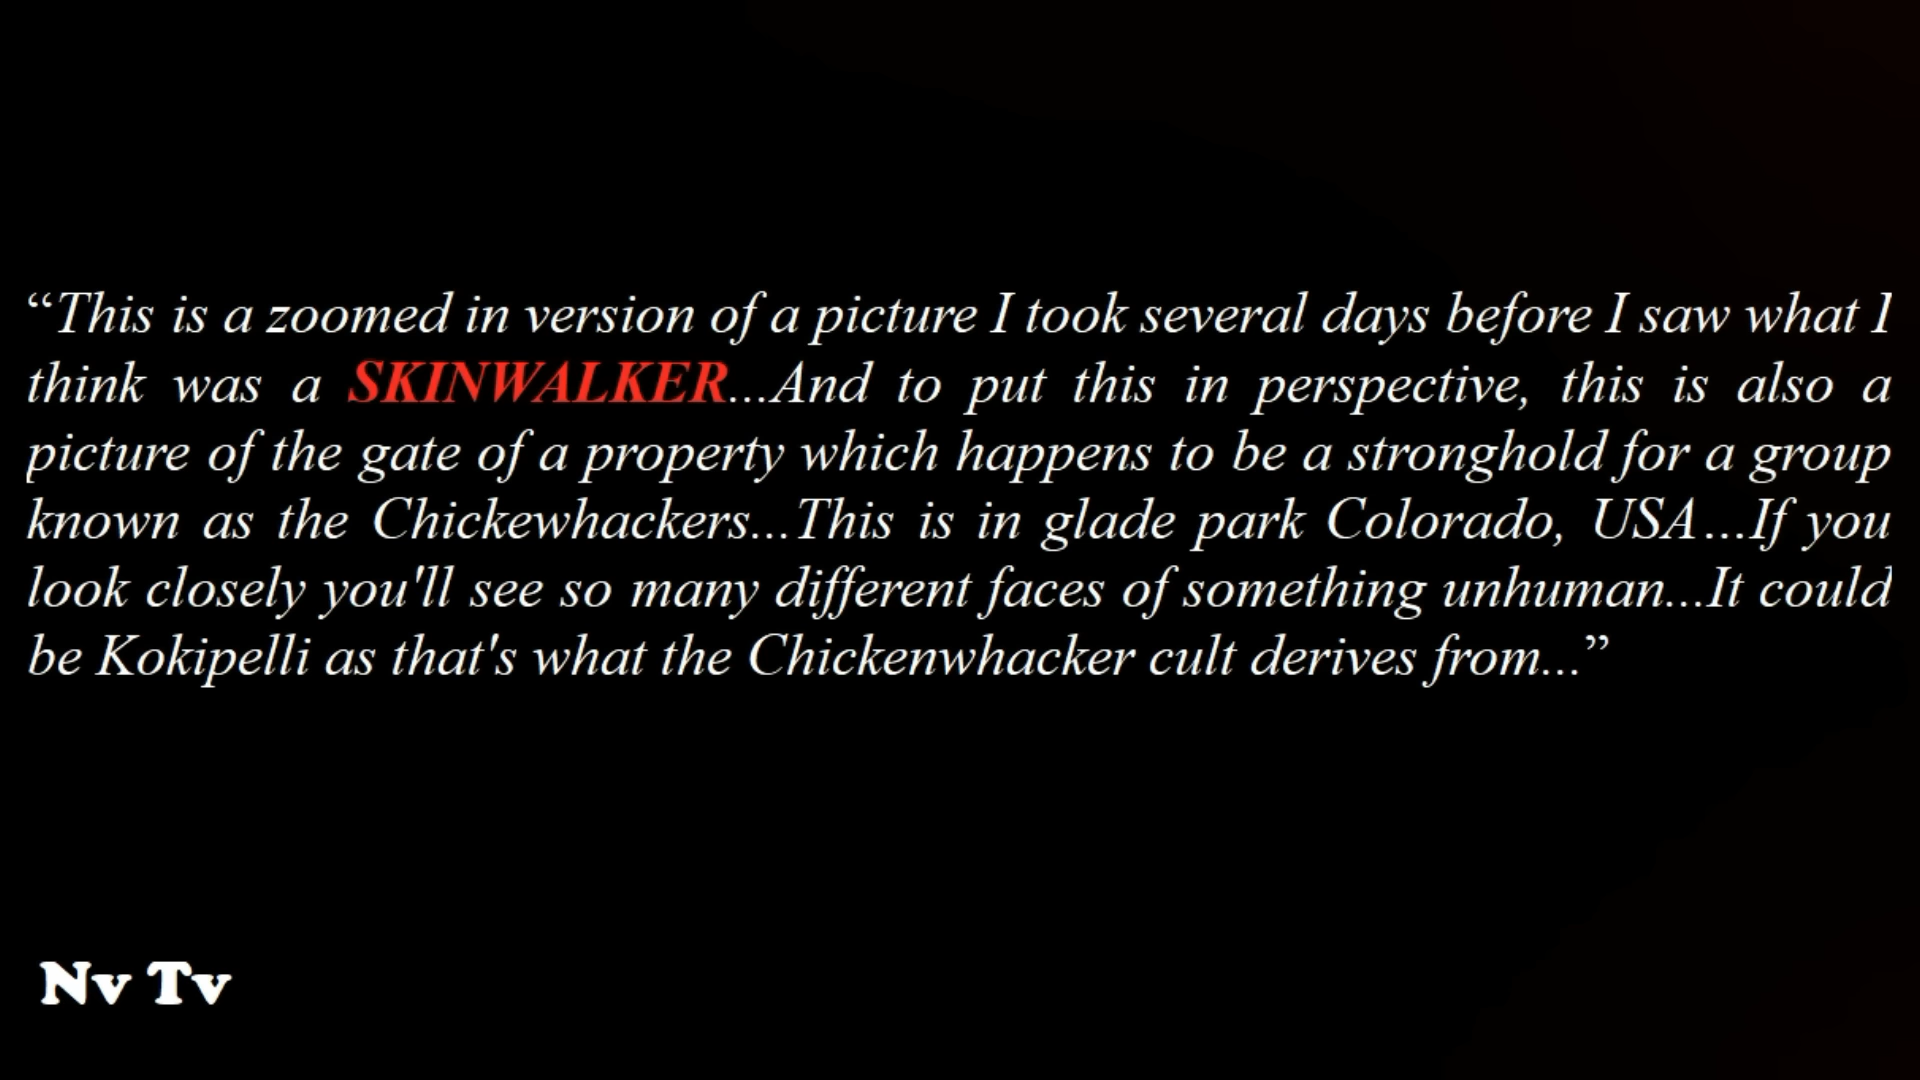 “This is a zoomed in version of a picture I took several days before I saw what I
think was a SKINWALKER...And to put this in perspective, this is also a
picture of the gate of a property which happens to be a stronghold for a group
known as the Chickewhackers...This is in glade park Colorado, USA...If you
look closely you'll see so many different faces of something unhuman...It could
be Kokipelli as that's what the Chickenwhacker cult derives from...”
Nv Tv